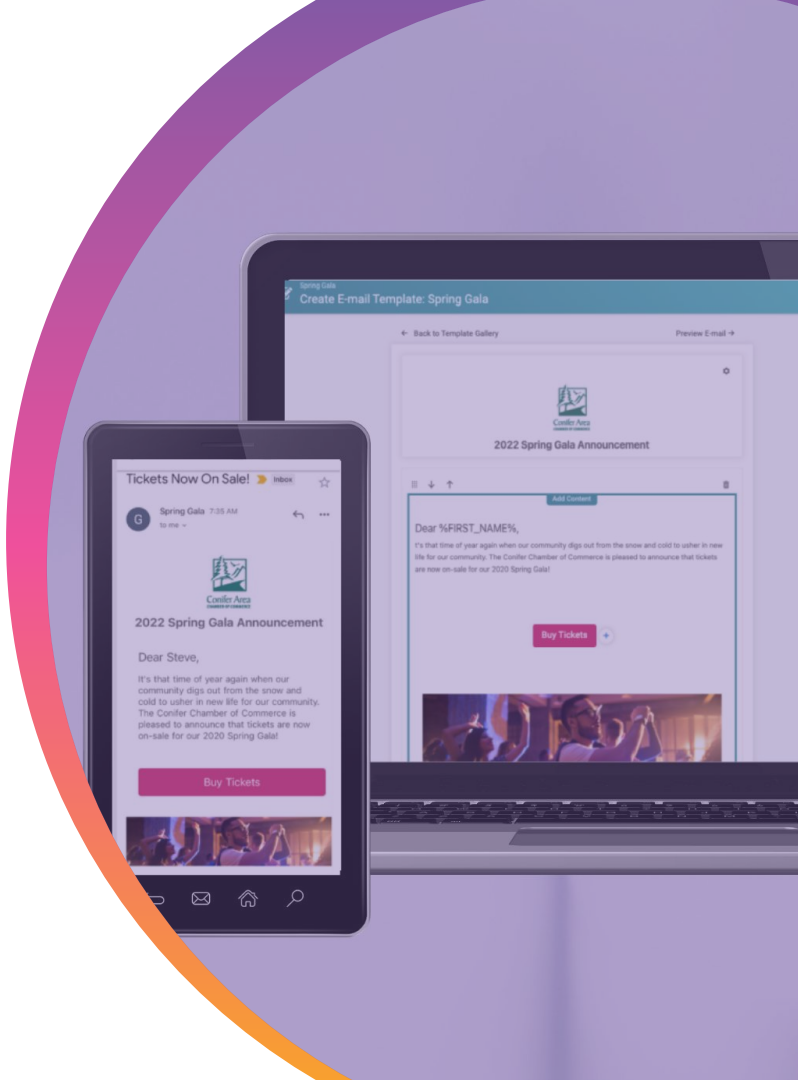 Spring Gala
Create E-mail Template: Spring Gala
← Back to Template Gallery
Preview E-mail →
Conifer Area
CHAMBER OF COMMERCE
2022 Spring Gala Announcement
Add Content
Dear %FIRST_NAME%,
It's that time of year again when our community digs out from the snow and cold to usher in new
life for our community. The Conifer Chamber of Commerce is pleased to announce that tickets
are now on-sale for our 2020 Spring Gala!
Buy Tickets
Tickets Now On Sale! Inbox
G
Spring Gala 7:35 AM
to me
Conifer Area
CHAMBER OF COMMERCE
2022 Spring Gala Announcement
Dear Steve,
It's that time of year again when our
community digs out from the snow and
cold to usher in new life for our community.
The Conifer Chamber of Commerce is
pleased to announce that tickets are now
on-sale for our 2020 Spring Gala!
Buy Tickets